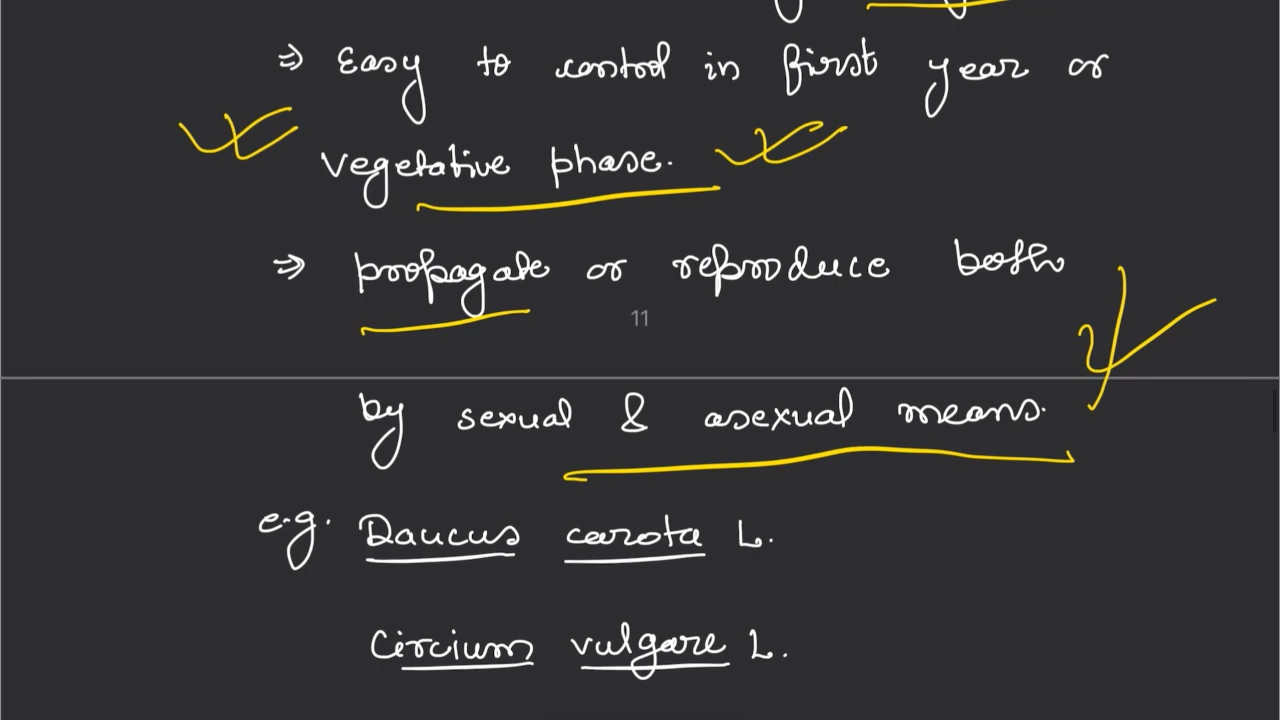 ⇒ Easy to control in first year or
vegetative phase.
⇒ propagate or reproduce both
11
by sexual & asexual means.
e.g. Daucus carota L.
Circium vulgare L.